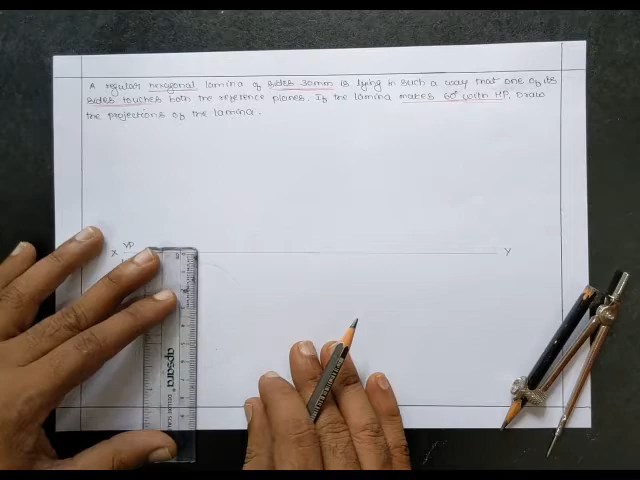 A regular hexagonal lamina of sides 30mm is lying in such a way that one of its
sides touches both the reference planes. If the lamina makes 60° with HP, Draw
the projections of the lamina.
X VP Y
apsara